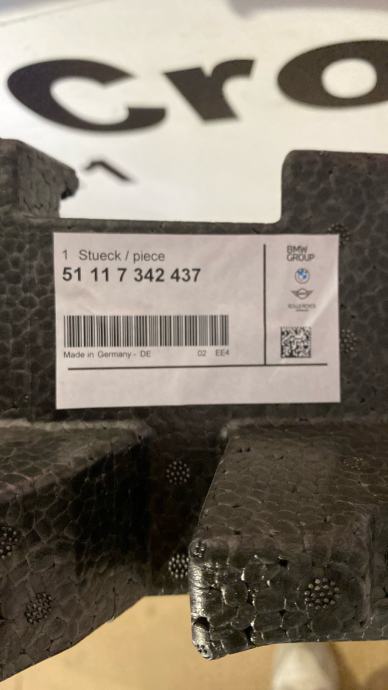 Cro
1 Stueck / piece
51 11 7 342 437
BMW
GROUP
Made in Germany - DE 02 EE4